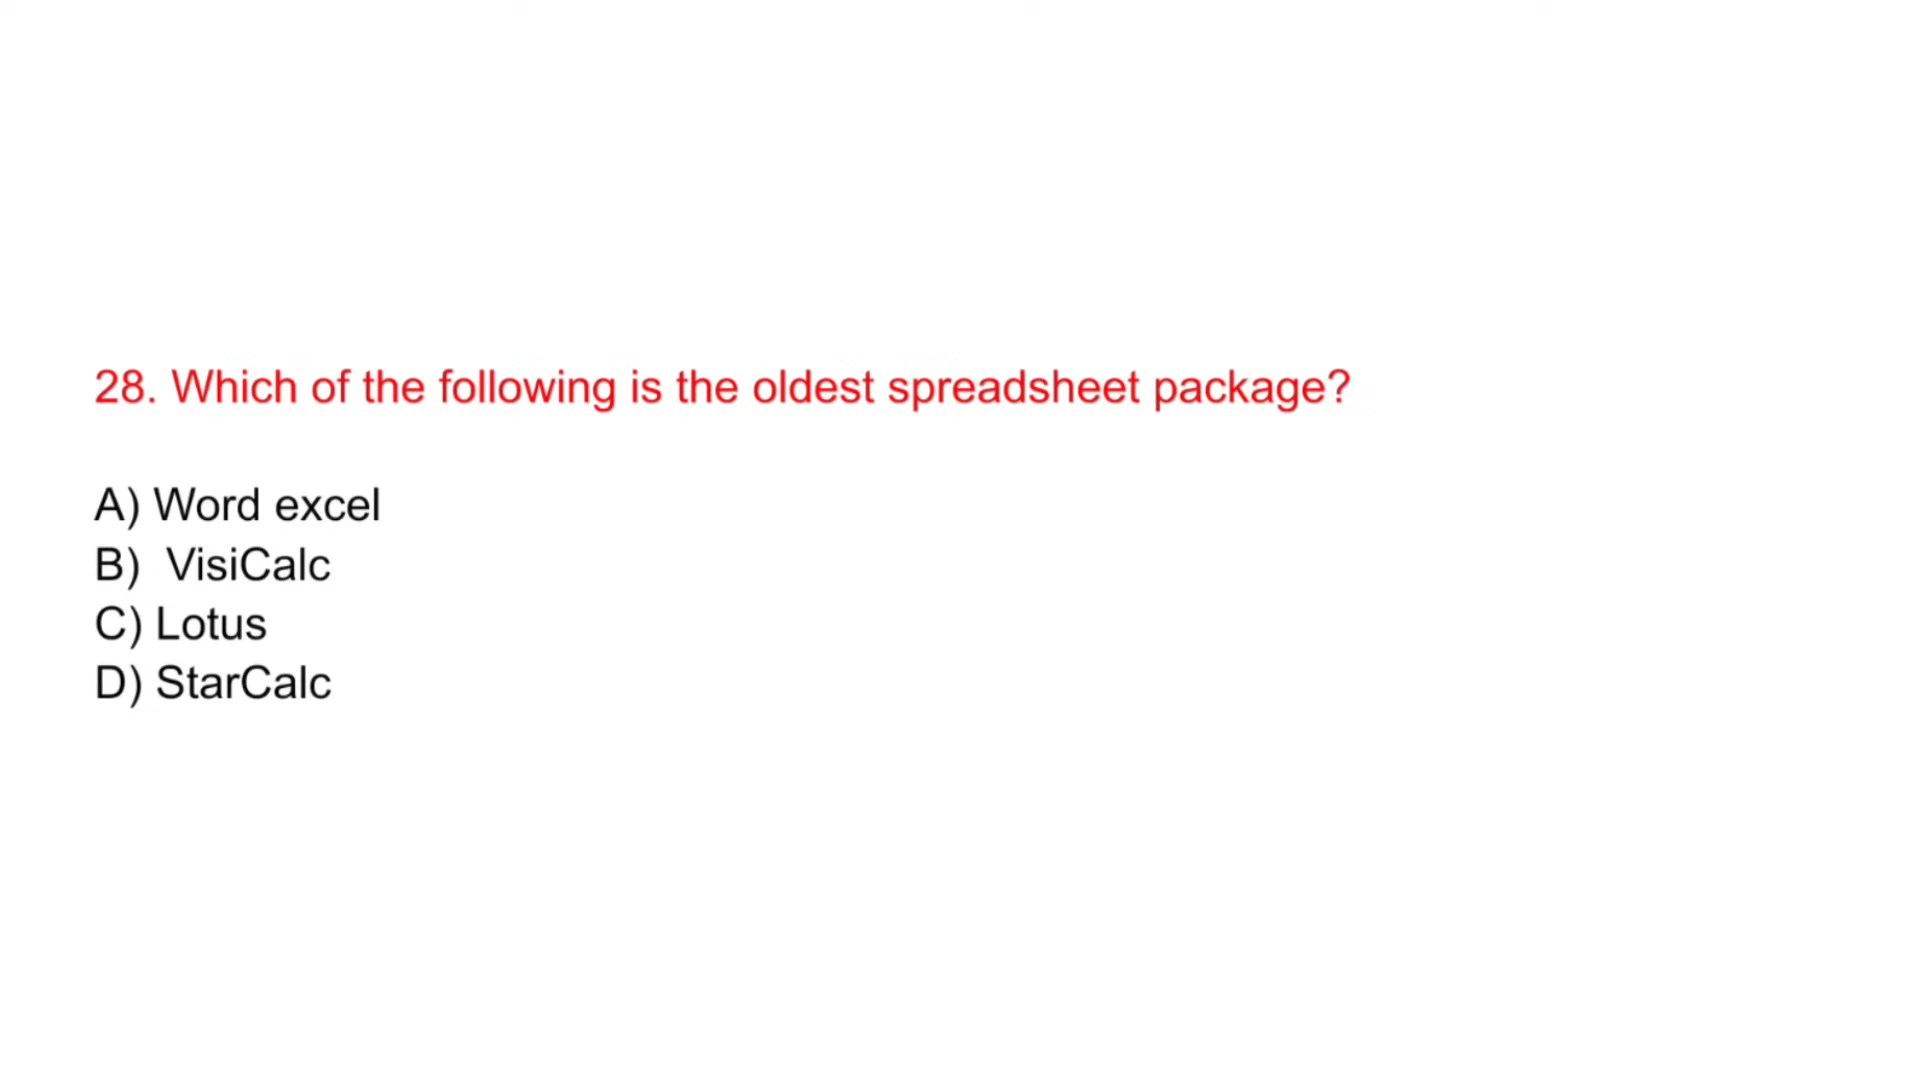 28. Which of the following is the oldest spreadsheet package?
A) Word excel
B)  VisiCalc
C) Lotus
D) StarCalc